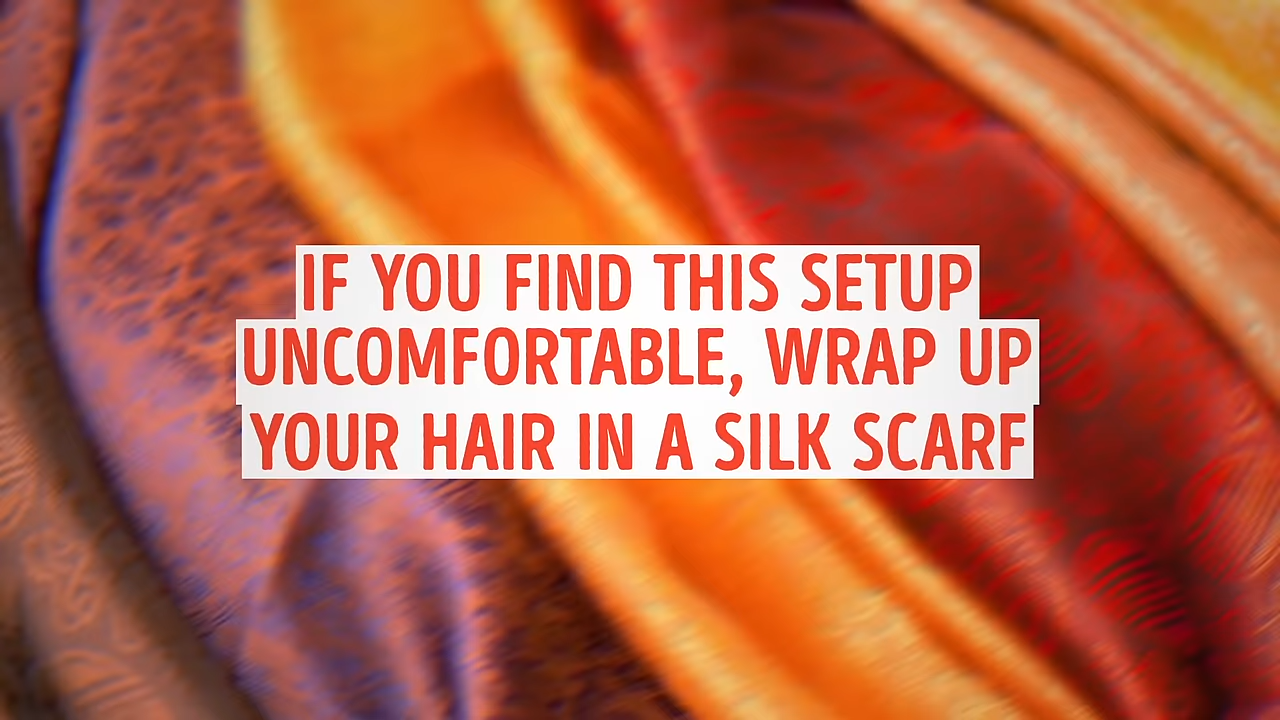 IF YOU FIND THIS SETUP
UNCOMFORTABLE, WRAP UP
YOUR HAIR IN A SILK SCARF